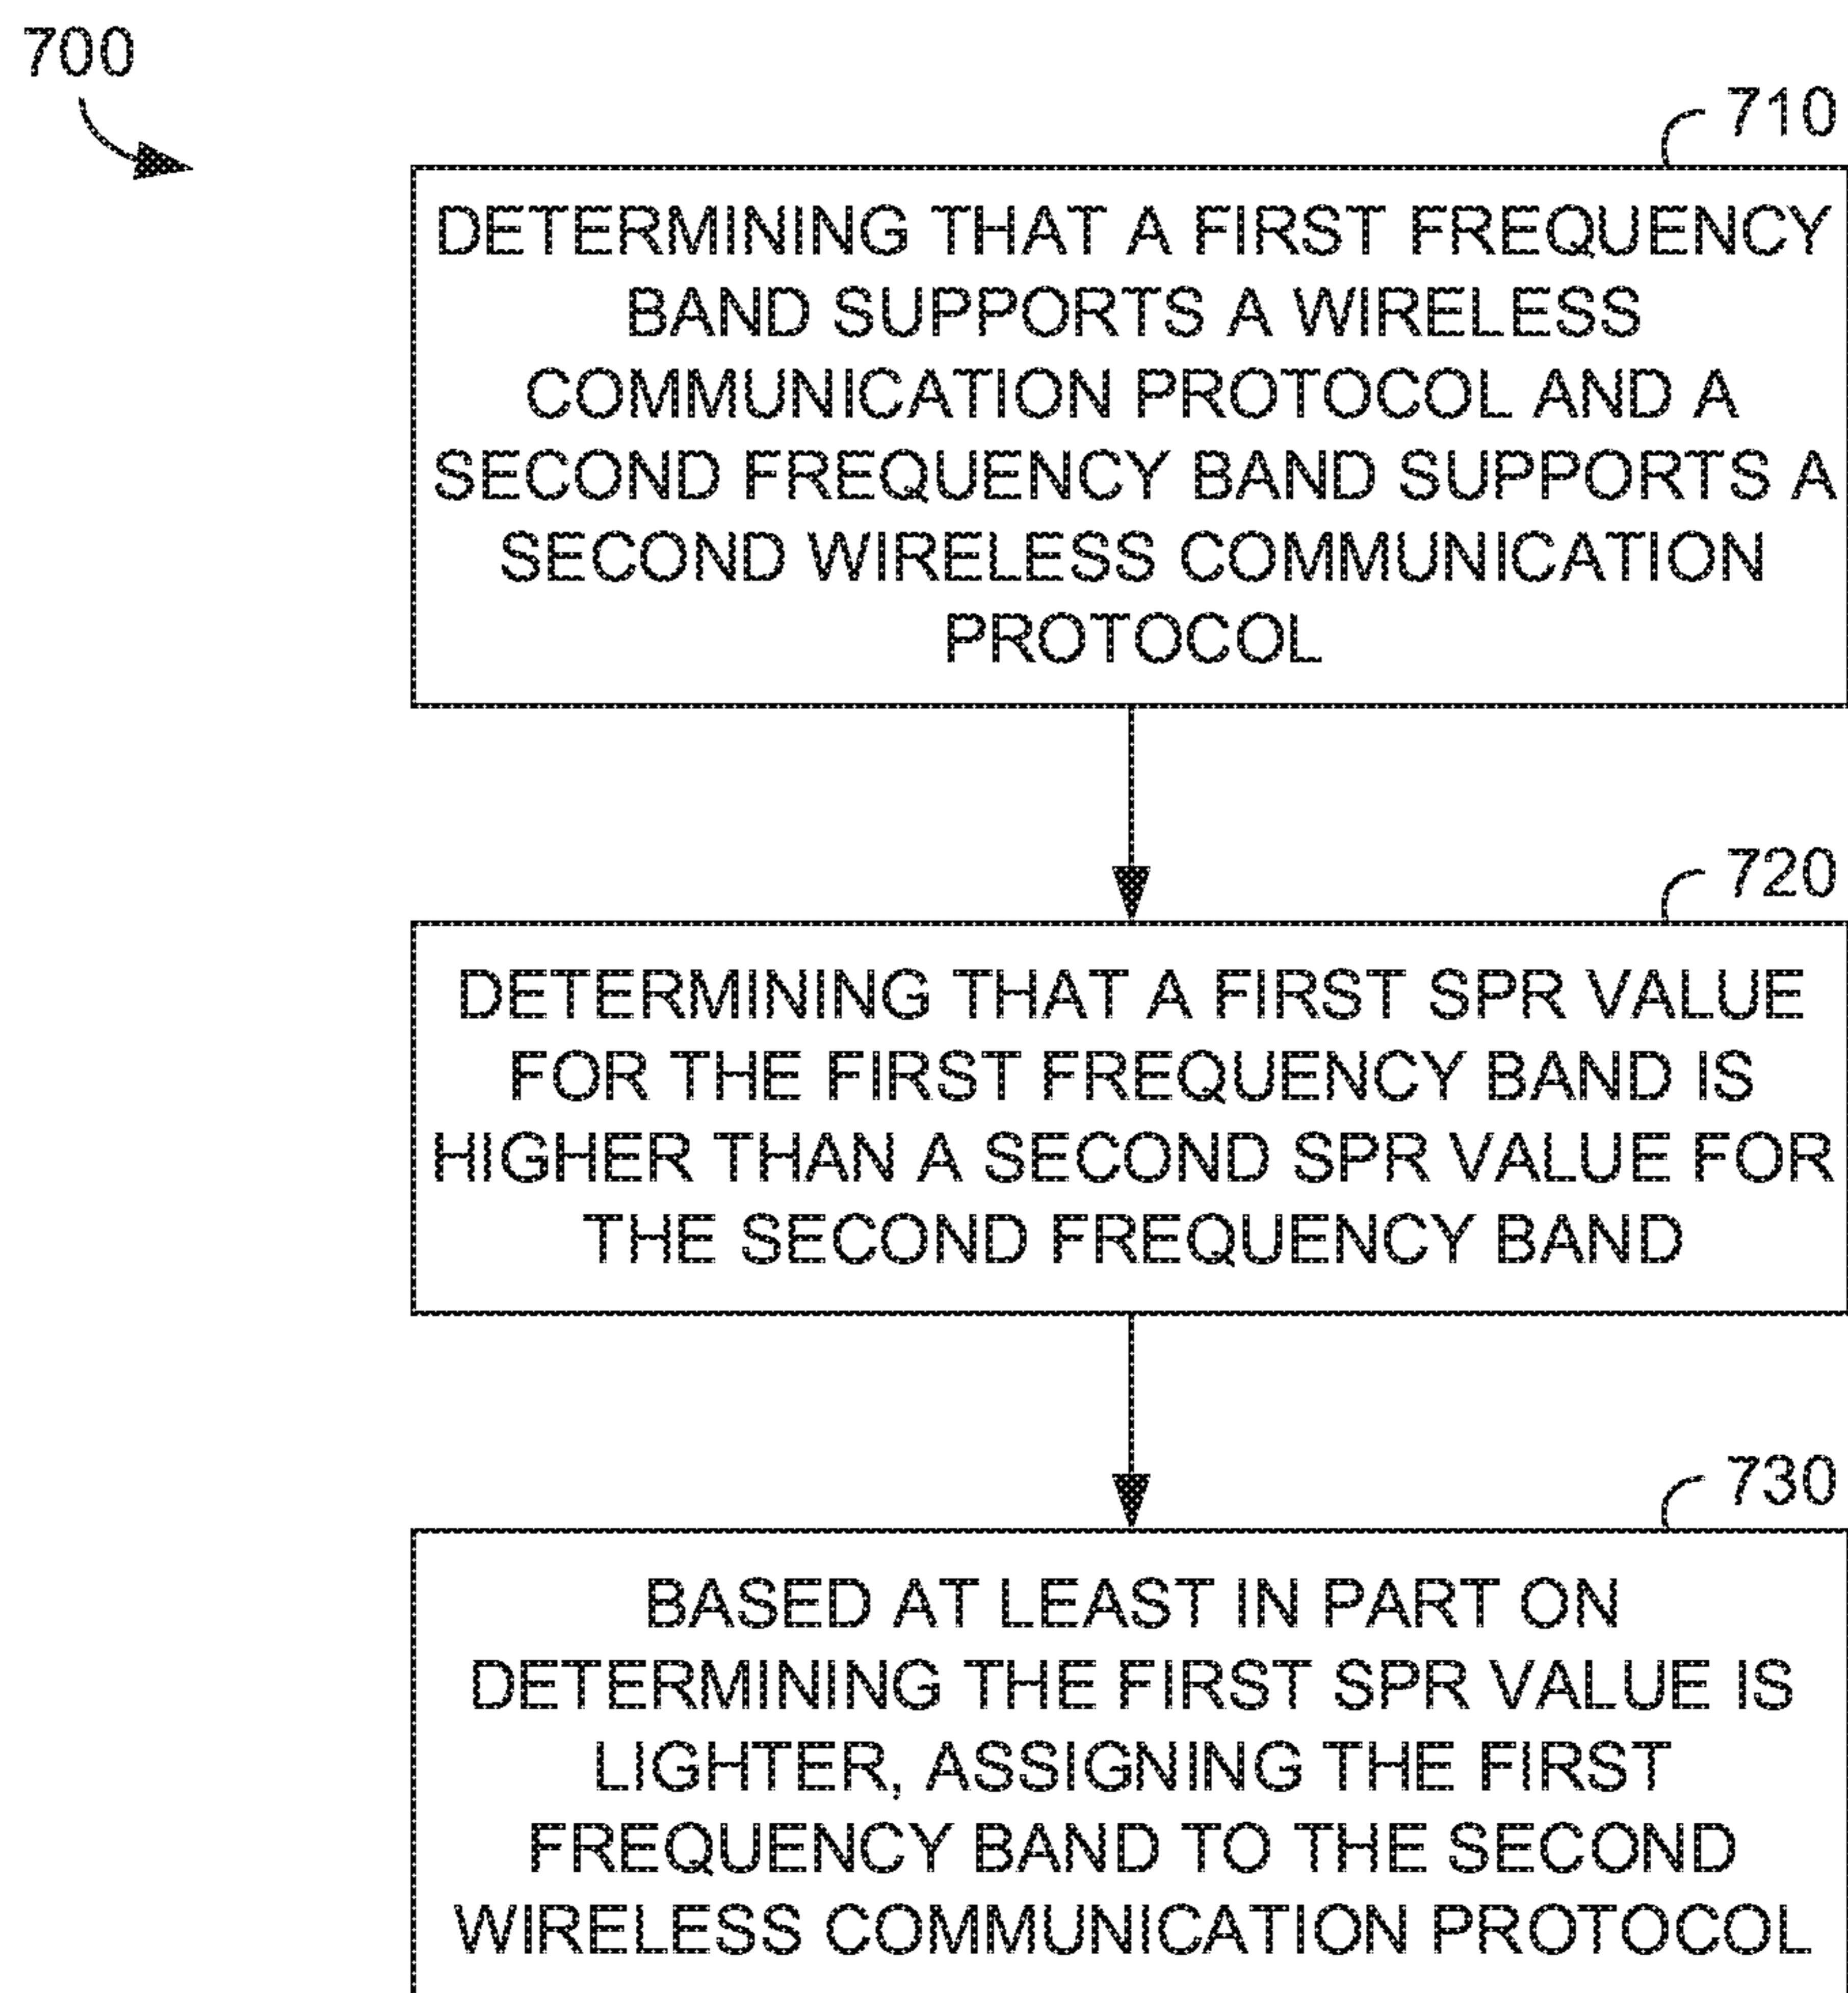 700
710
DETERMINING THAT A FIRST FREQUENCY
BAND SUPPORTS A WIRELESS
COMMUNICATION PROTOCOL AND A
SECOND FREQUENCY BAND SUPPORTS A
SECOND WIRELESS COMMUNICATION
PROTOCOL
720
DETERMINING THAT A FIRST SPR VALUE
FOR THE FIRST FREQUENCY BAND IS
HIGHER THAN A SECOND SPR VALUE FOR
THE SECOND FREQUENCY BAND
730
BASED AT LEAST IN PART ON
DETERMINING THE FIRST SPR VALUE IS
LIGHTER, ASSIGNING THE FIRST
FREQUENCY BAND TO THE SECOND
WIRELESS COMMUNICATION PROTOCOL